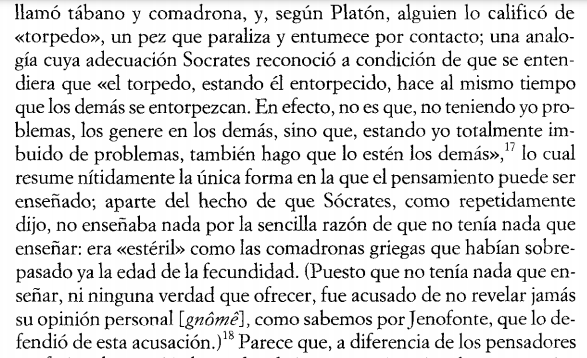 llamó tábano y comadrona, y, según Platón, alguien lo calificó de
«torpedo», un pez que paraliza y entumece por contacto; una analo-
gía cuya adecuación Socrates reconoció a condición de que se enten-
diera que «el torpedo, estando él entorpecido, hace al mismo tiempo
que los demás se entorpezcan. En efecto, no es que, no teniendo yo pro-
blemas, los genere en los demás, sino que, estando yo totalmente im-
buido de problemas, también hago que lo estén los demás»,17 lo cual
resume nítidamente la única forma en la que el pensamiento puede ser
enseñado; aparte del hecho de que Sócrates, como repetidamente
dijo, no enseñaba nada por la sencilla razón de que no tenía nada que
enseñar: era «estéril» como las comadronas griegas que habían sobre-
pasado ya la edad de la fecundidad. (Puesto que no tenía nada que en-
señar, ni ninguna verdad que ofrecer, fue acusado de no revelar jamás
su opinión personal [gnômê], como sabemos por Jenofonte, que lo de-
fendió de esta acusación.)18 Parece que, a diferencia de los pensadores